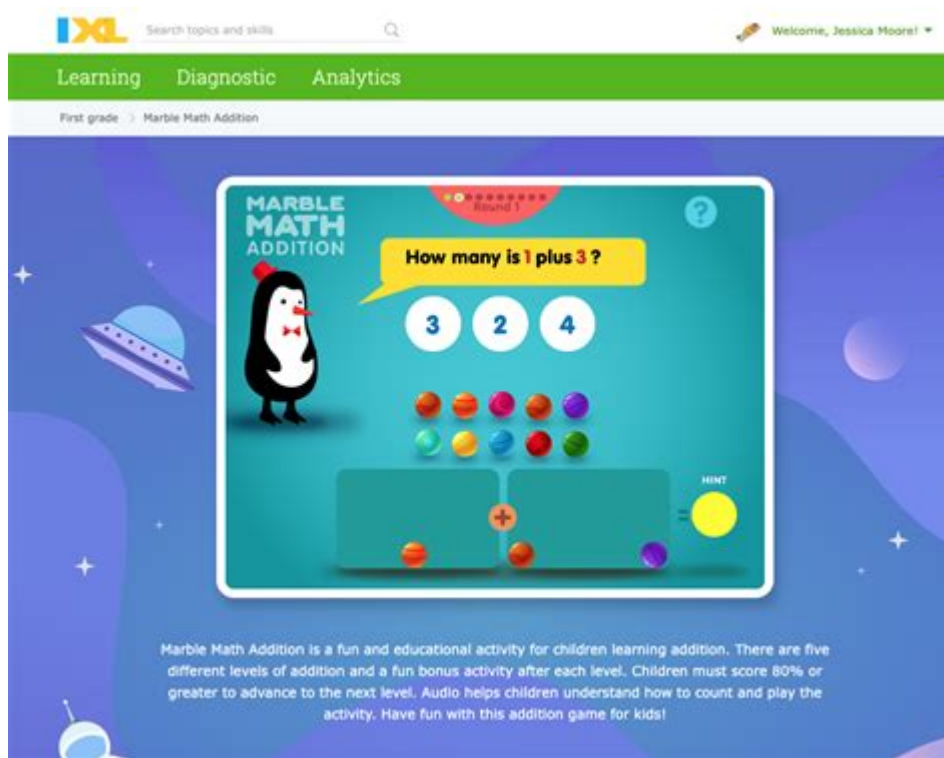 IXL Search topics and skills Welcome, Jessica Moore!
Learning Diagnostic Analytics
First grade Marble Math Addition
Round 1
MARBLE
MATH
ADDITION
?
How many is 1 plus 3 ?
3 2 4
HINT
+ =
Marble Math Addition is a fun and educational activity for children learning addition. There are five
different levels of addition and a fun bonus activity after each level. Children must score 80% or
greater to advance to the next level. Audio helps children understand how to count and play the
activity. Have fun with this addition game for kids!